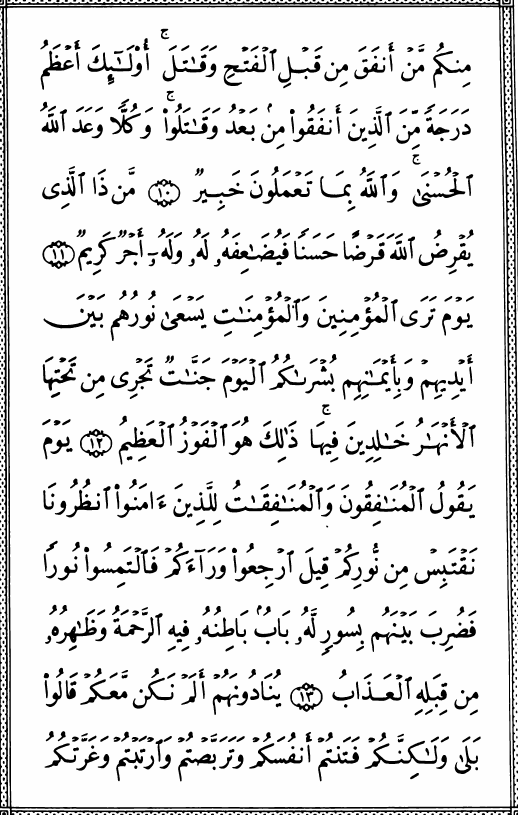 مِنكُم مَّنْ أَنفَقَ مِن قَبْلِ ٱلْفَتْحِ وَقَٰتَلَ ۚ أُو۟لَٰٓئِكَ أَعْظَمُ
دَرَجَةً مِّنَ ٱلَّذِينَ أَنفَقُوا۟ مِنۢ بَعْدُ وَقَٰتَلُوا۟ ۚ وَكُلًّا وَعَدَ ٱللَّهُ
ٱلْحُسْنَىٰ ۚ وَٱللَّهُ بِمَا تَعْمَلُونَ خَبِيرٌ ١٠ مَّن ذَا ٱلَّذِى
يُقْرِضُ ٱللَّهَ قَرْضًا حَسَنًا فَيُضَٰعِفَهُۥ لَهُۥ وَلَهُۥٓ أَجْرٌ كَرِيمٌ ١١
يَوْمَ تَرَى ٱلْمُؤْمِنِينَ وَٱلْمُؤْمِنَٰتِ يَسْعَىٰ نُورُهُم بَيْنَ
أَيْدِيهِمْ وَبِأَيْمَٰنِهِم بُشْرَىٰكُمُ ٱلْيَوْمَ جَنَّٰتٌ تَجْرِى مِن تَحْتِهَا
ٱلْأَنْهَٰرُ خَٰلِدِينَ فِيهَا ۚ ذَٰلِكَ هُوَ ٱلْفَوْزُ ٱلْعَظِيمُ ١٢ يَوْمَ
يَقُولُ ٱلْمُنَٰفِقُونَ وَٱلْمُنَٰفِقَٰتُ لِلَّذِينَ ءَامَنُوا۟ ٱنظُرُونَا
نَقْتَبِسْ مِن نُّورِكُمْ قِيلَ ٱرْجِعُوا۟ وَرَآءَكُمْ فَٱلْتَمِسُوا۟ نُورًا
فَضُرِبَ بَيْنَهُم بِسُورٍ لَّهُۥ بَابٌۢ بَاطِنُهُۥ فِيهِ ٱلرَّحْمَةُ وَظَٰهِرُهُۥ
مِن قِبَلِهِ ٱلْعَذَابُ ١٣ يُنَادُونَهُمْ أَلَمْ نَكُن مَّعَكُمْ قَالُوا۟
بَلَىٰ وَلَٰكِنَّكُمْ فَتَنتُمْ أَنفُسَكُمْ وَتَرَبَّصْتُمْ وَٱرْتَبْتُمْ وَغَرَّتْكُمُ